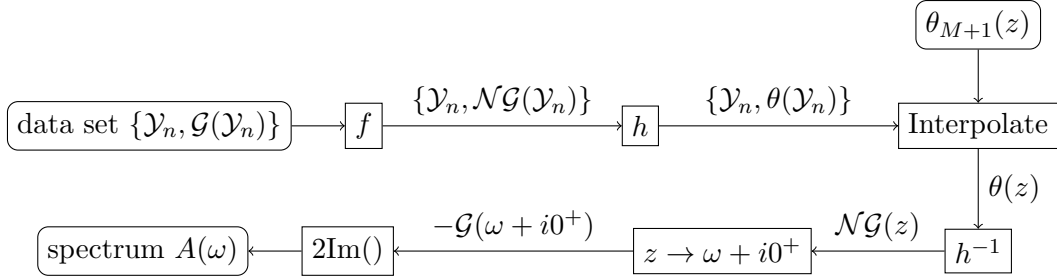 θ_{M+1}(z)
{𝒴_n, 𝒩𝒢(𝒴_n)} {𝒴_n, θ(𝒴_n)}
data set {𝒴_n, 𝒢(𝒴_n)} f h Interpolate
θ(z)
−𝒢(ω + i0⁺) 𝒩𝒢(z)
spectrum A(ω) 2Im() z → ω + i0⁺ h⁻¹